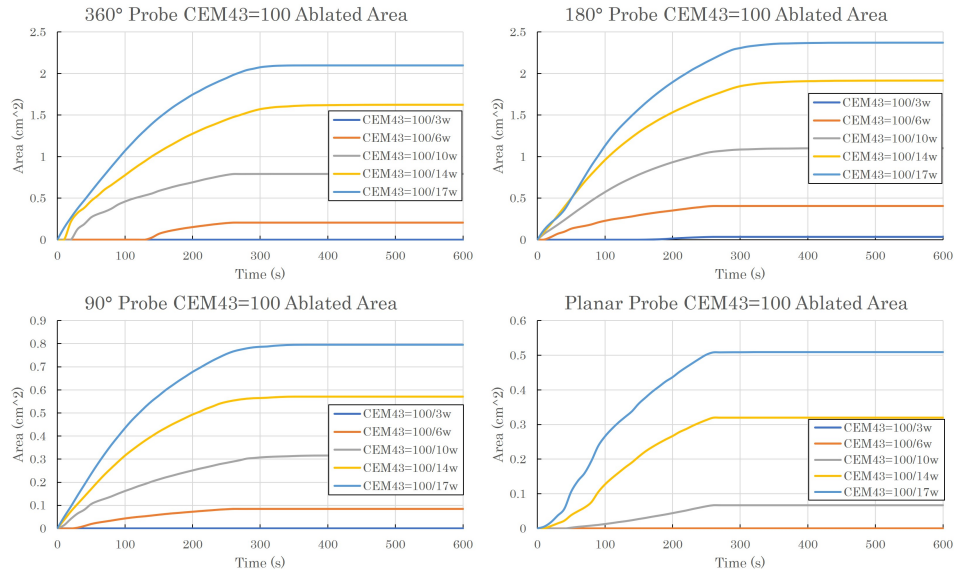 360° Probe CEM43=100 Ablated Area
2.5
2
1.5
1
0.5
0
Area (cm^2)
0 100 200 300 400 500 600
Time (s)
CEM43=100/3w
CEM43=100/6w
CEM43=100/10w
CEM43=100/14w
CEM43=100/17w
180° Probe CEM43=100 Ablated Area
2.5
2
1.5
1
0.5
0
Area (cm^2)
0 100 200 300 400 500 600
Time (s)
CEM43=100/3w
CEM43=100/6w
CEM43=100/10w
CEM43=100/14w
CEM43=100/17w
90° Probe CEM43=100 Ablated Area
0.9
0.8
0.7
0.6
0.5
0.4
0.3
0.2
0.1
0
Area (cm^2)
0 100 200 300 400 500 600
Time (s)
CEM43=100/3w
CEM43=100/6w
CEM43=100/10w
CEM43=100/14w
CEM43=100/17w
Planar Probe CEM43=100 Ablated Area
0.6
0.5
0.4
0.3
0.2
0.1
0
Area (cm^2)
0 100 200 300 400 500 600
Time (s)
CEM43=100/3w
CEM43=100/6w
CEM43=100/10w
CEM43=100/14w
CEM43=100/17w